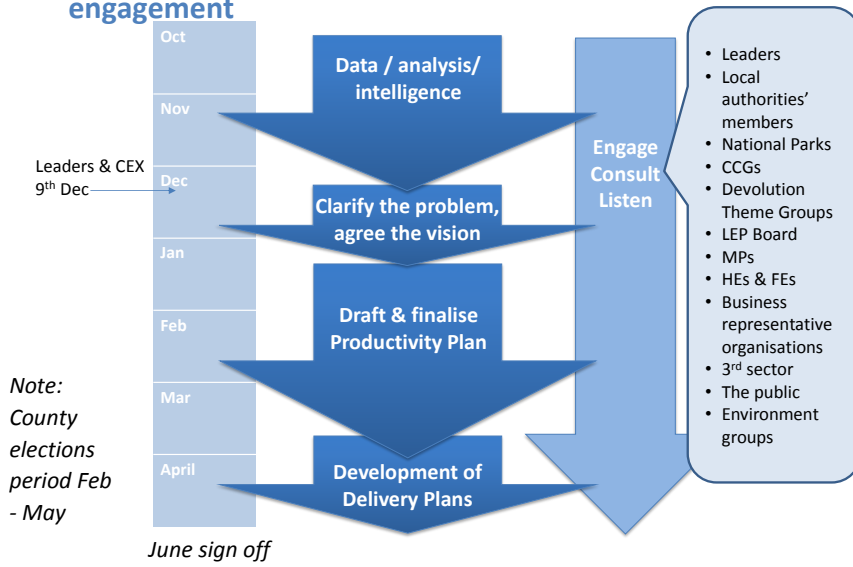 engagement
Oct
Nov
Dec
Jan
Feb
Mar
April
Leaders & CEX
9th Dec
Note:
County
elections
period Feb
- May
June sign off
Data / analysis/
intelligence
Clarify the problem,
agree the vision
Draft & finalise
Productivity Plan
Development of
Delivery Plans
Engage
Consult
Listen
• Leaders
• Local
authorities’
members
• National Parks
• CCGs
• Devolution
Theme Groups
• LEP Board
• MPs
• HEs & FEs
• Business
representative
organisations
• 3rd sector
• The public
• Environment
groups